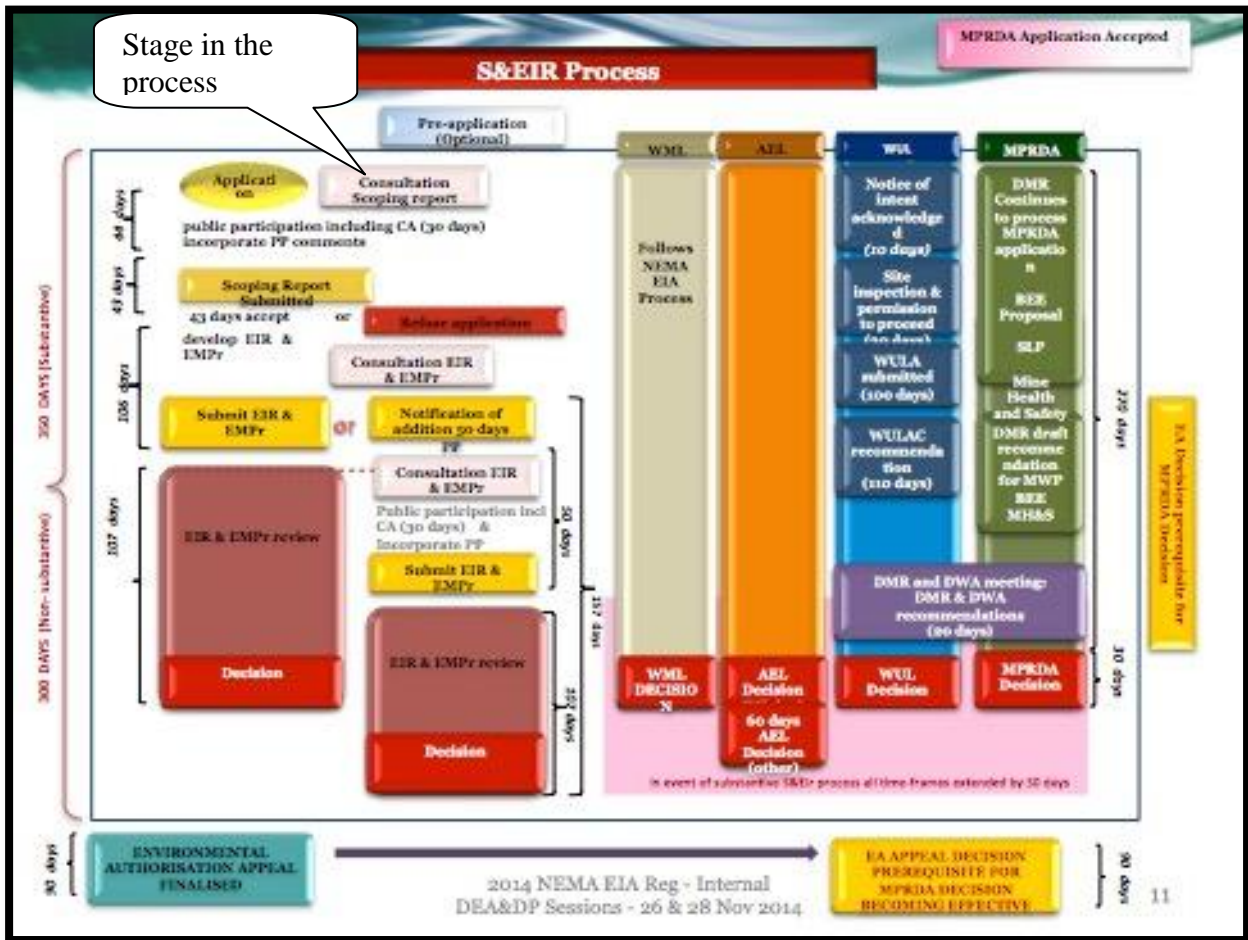 Stage in the
process
MPRDA Application Accepted
S&EIR Process
Pre-application
(Optional)
WML
AEL
MPRDA
Applicati
on
Consultation
Scoping report
public participation including CA (30 days)
incorporate PP comments
44 days
43 days
Scoping Report
Submitted
43 days accept or
Refuse application
develop EIR &
EMPr
Consultation EIR
& EMPr
106 days
Submit EIR &
EMPr
or
Notification of
addition 50 days
PP
Consultation EIR
& EMPr
Public participation incl
CA (30 days) &
Incorporate PP
Submit EIR &
EMPr
50 days
107 days
EIR & EMPr review
Decision
EIR & EMPr review
Decision
157 days
days
350 DAYS (Substantive)
300 DAYS (Non- substantive)
Follows
NEMA
EIA
Process
WML
DECISIO
N
AEL
Decision
60 days
AEL
Decision
(other)
Notice of
intent
acknowledge
d
(10 days)
Site
inspection &
permission
to proceed
WULA
submitted
(100 days)
WULAC
recommenda
tion
(110 days)
DMR
Continues
to process
MPRDA
applicatio
n
BEE
Proposal
SLP
Mine
Health
and Safety
DMR draft
recomme
ndation
for MWP
BEE
MH&S
DMR and DWA meeting:
DMR & DWA
recommendations
(20 days)
WUL
Decision
MPRDA
Decision
days
30 days
EA Decision prerequisite for
MPRDA Decision
in event of substantive S&EIr process all time-frames extended by 50 days
90 days
ENVIRONMENTAL
AUTHORISATION APPEAL
FINALISED
2014 NEMA EIA Reg - Internal
DEA&DP Sessions - 26 & 28 Nov 2014
EA APPEAL DECISION
PREREQUISITE FOR
MPRDA DECISION
BECOMING EFFECTIVE
90 days
11